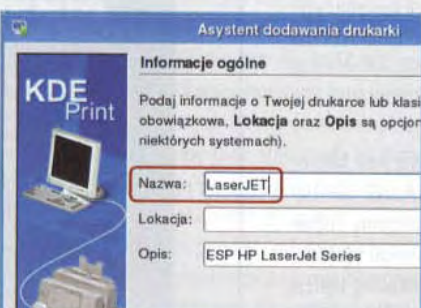 Asystent dodawania drukarki
KDE
Print
Informacje ogólne
Podaj informacje o Twojej drukarce lub klasi
obowiązkowa, Lokacja oraz Opis są opcjon
niektórych systemach).
Nazwa: LaserJET
Lokacja:
Opis: ESP HP LaserJet Series